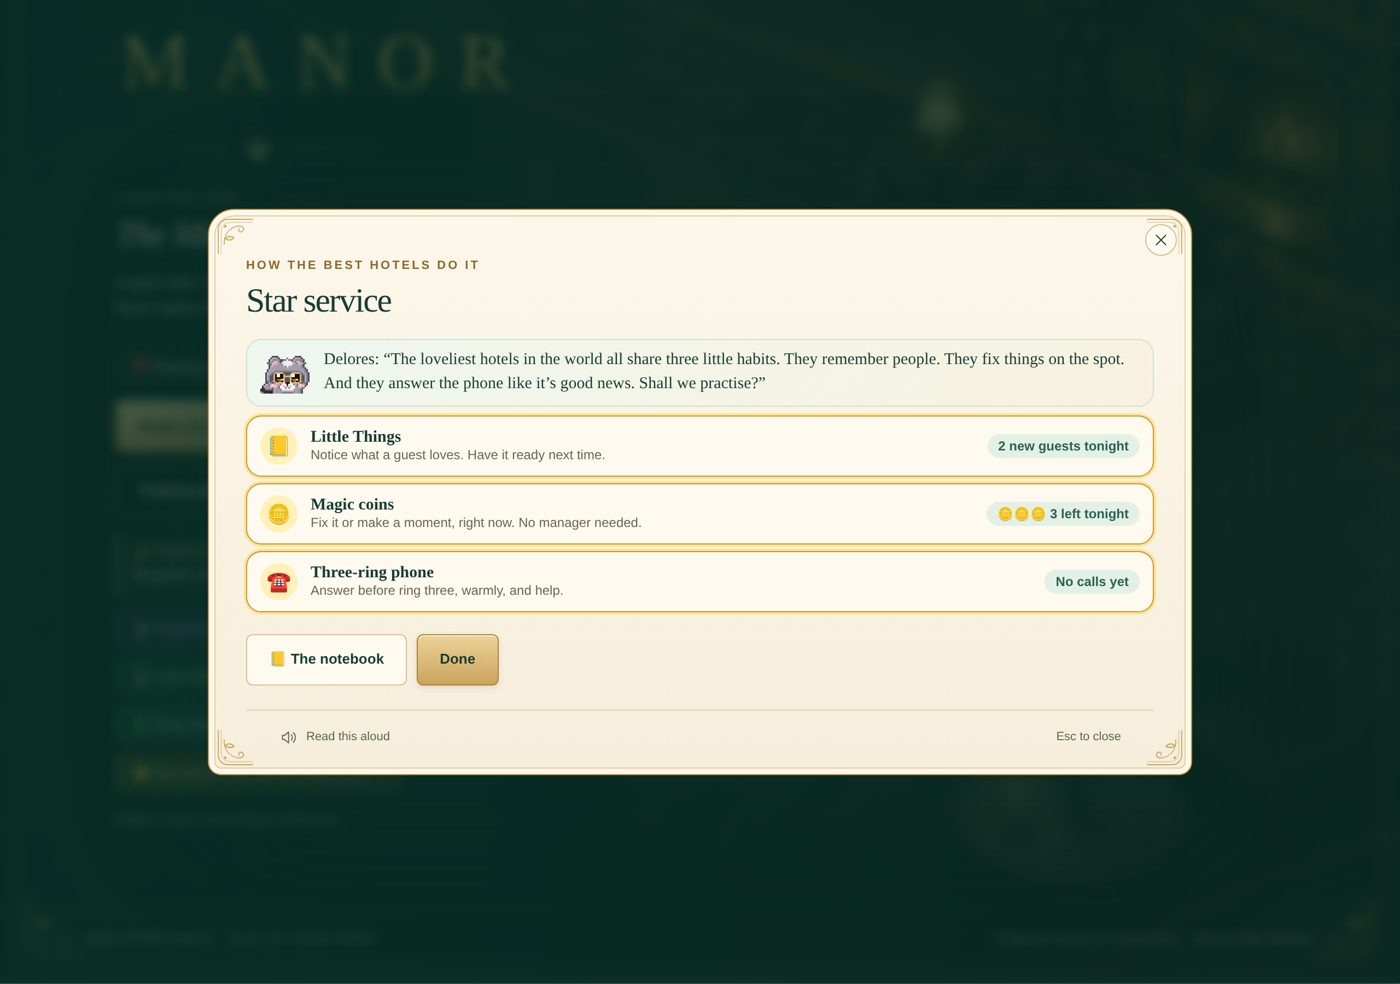 MANOR
HOW THE BEST HOTELS DO IT
Star service
Delores: “The loveliest hotels in the world all share three little habits. They remember people. They fix things on the spot.
And they answer the phone like it’s good news. Shall we practise?”
Little Things
Notice what a guest loves. Have it ready next time.
2 new guests tonight
Magic coins
Fix it or make a moment, right now. No manager needed.
3 left tonight
Three-ring phone
Answer before ring three, warmly, and help.
No calls yet
The notebook
Done
Read this aloud
Esc to close